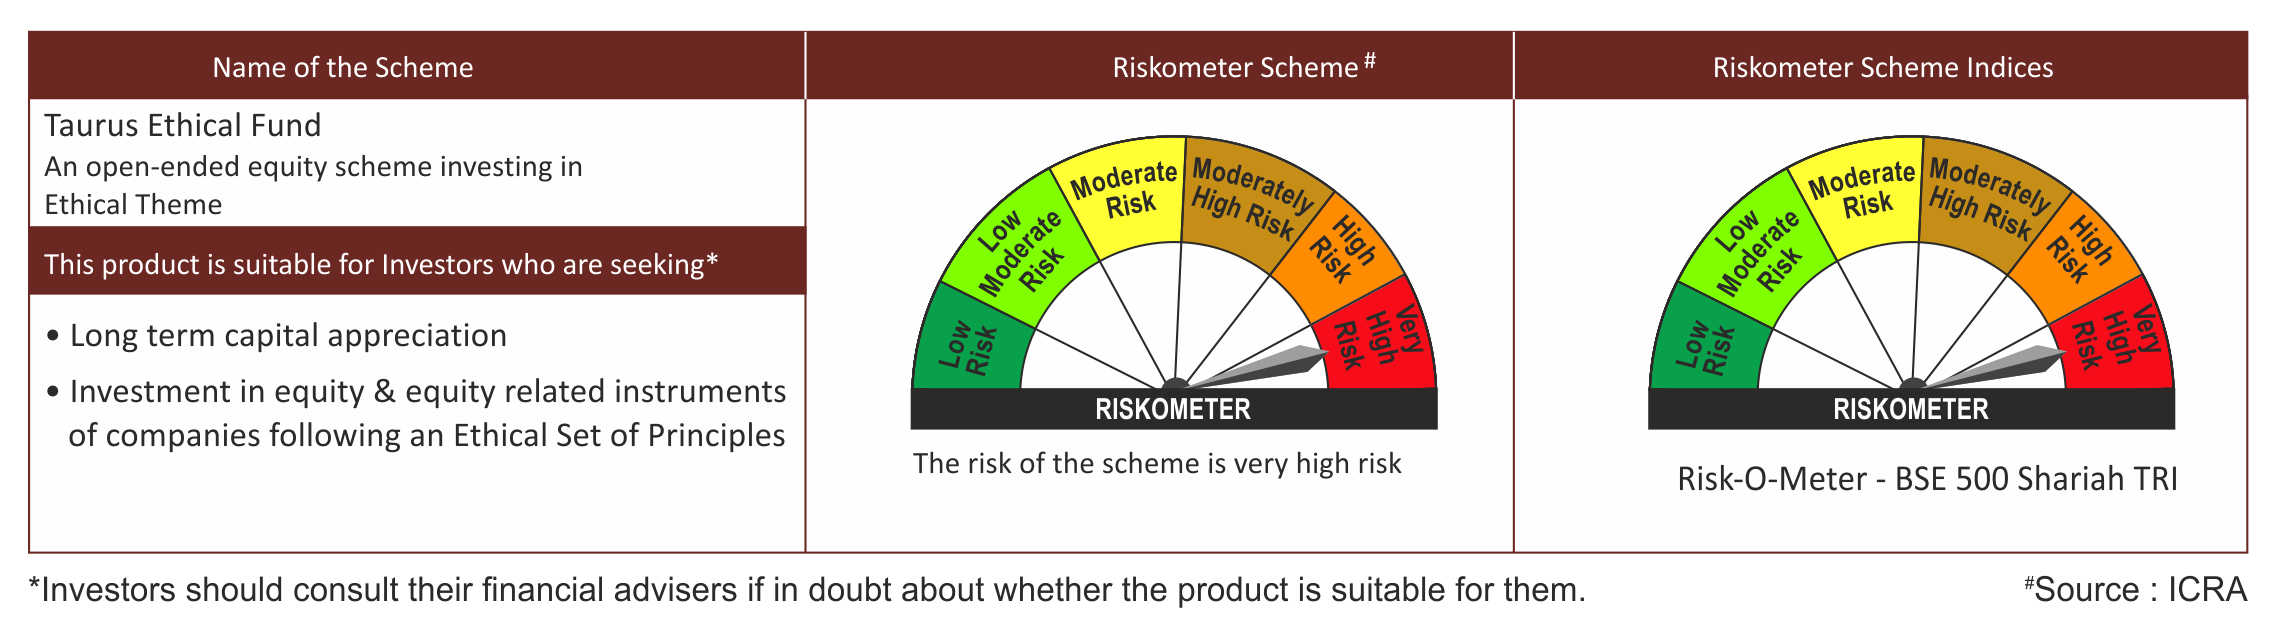 Name of the Scheme
Riskometer Scheme#
Riskometer Scheme Indices
Taurus Ethical Fund
An open-ended equity scheme investing in
Ethical Theme
This product is suitable for Investors who are seeking*
• Long term capital appreciation
• Investment in equity & equity related instruments
of companies following an Ethical Set of Principles
Low
Risk
Low
Moderate
Risk
Moderate
Risk
Moderately
High Risk
High
Risk
Very
High
Risk
RISKOMETER
The risk of the scheme is very high risk
Low
Risk
Low
Moderate
Risk
Moderate
Risk
Moderately
High Risk
High
Risk
Very
High
Risk
RISKOMETER
Risk-O-Meter - BSE 500 Shariah TRI
*Investors should consult their financial advisers if in doubt about whether the product is suitable for them.
#Source : ICRA